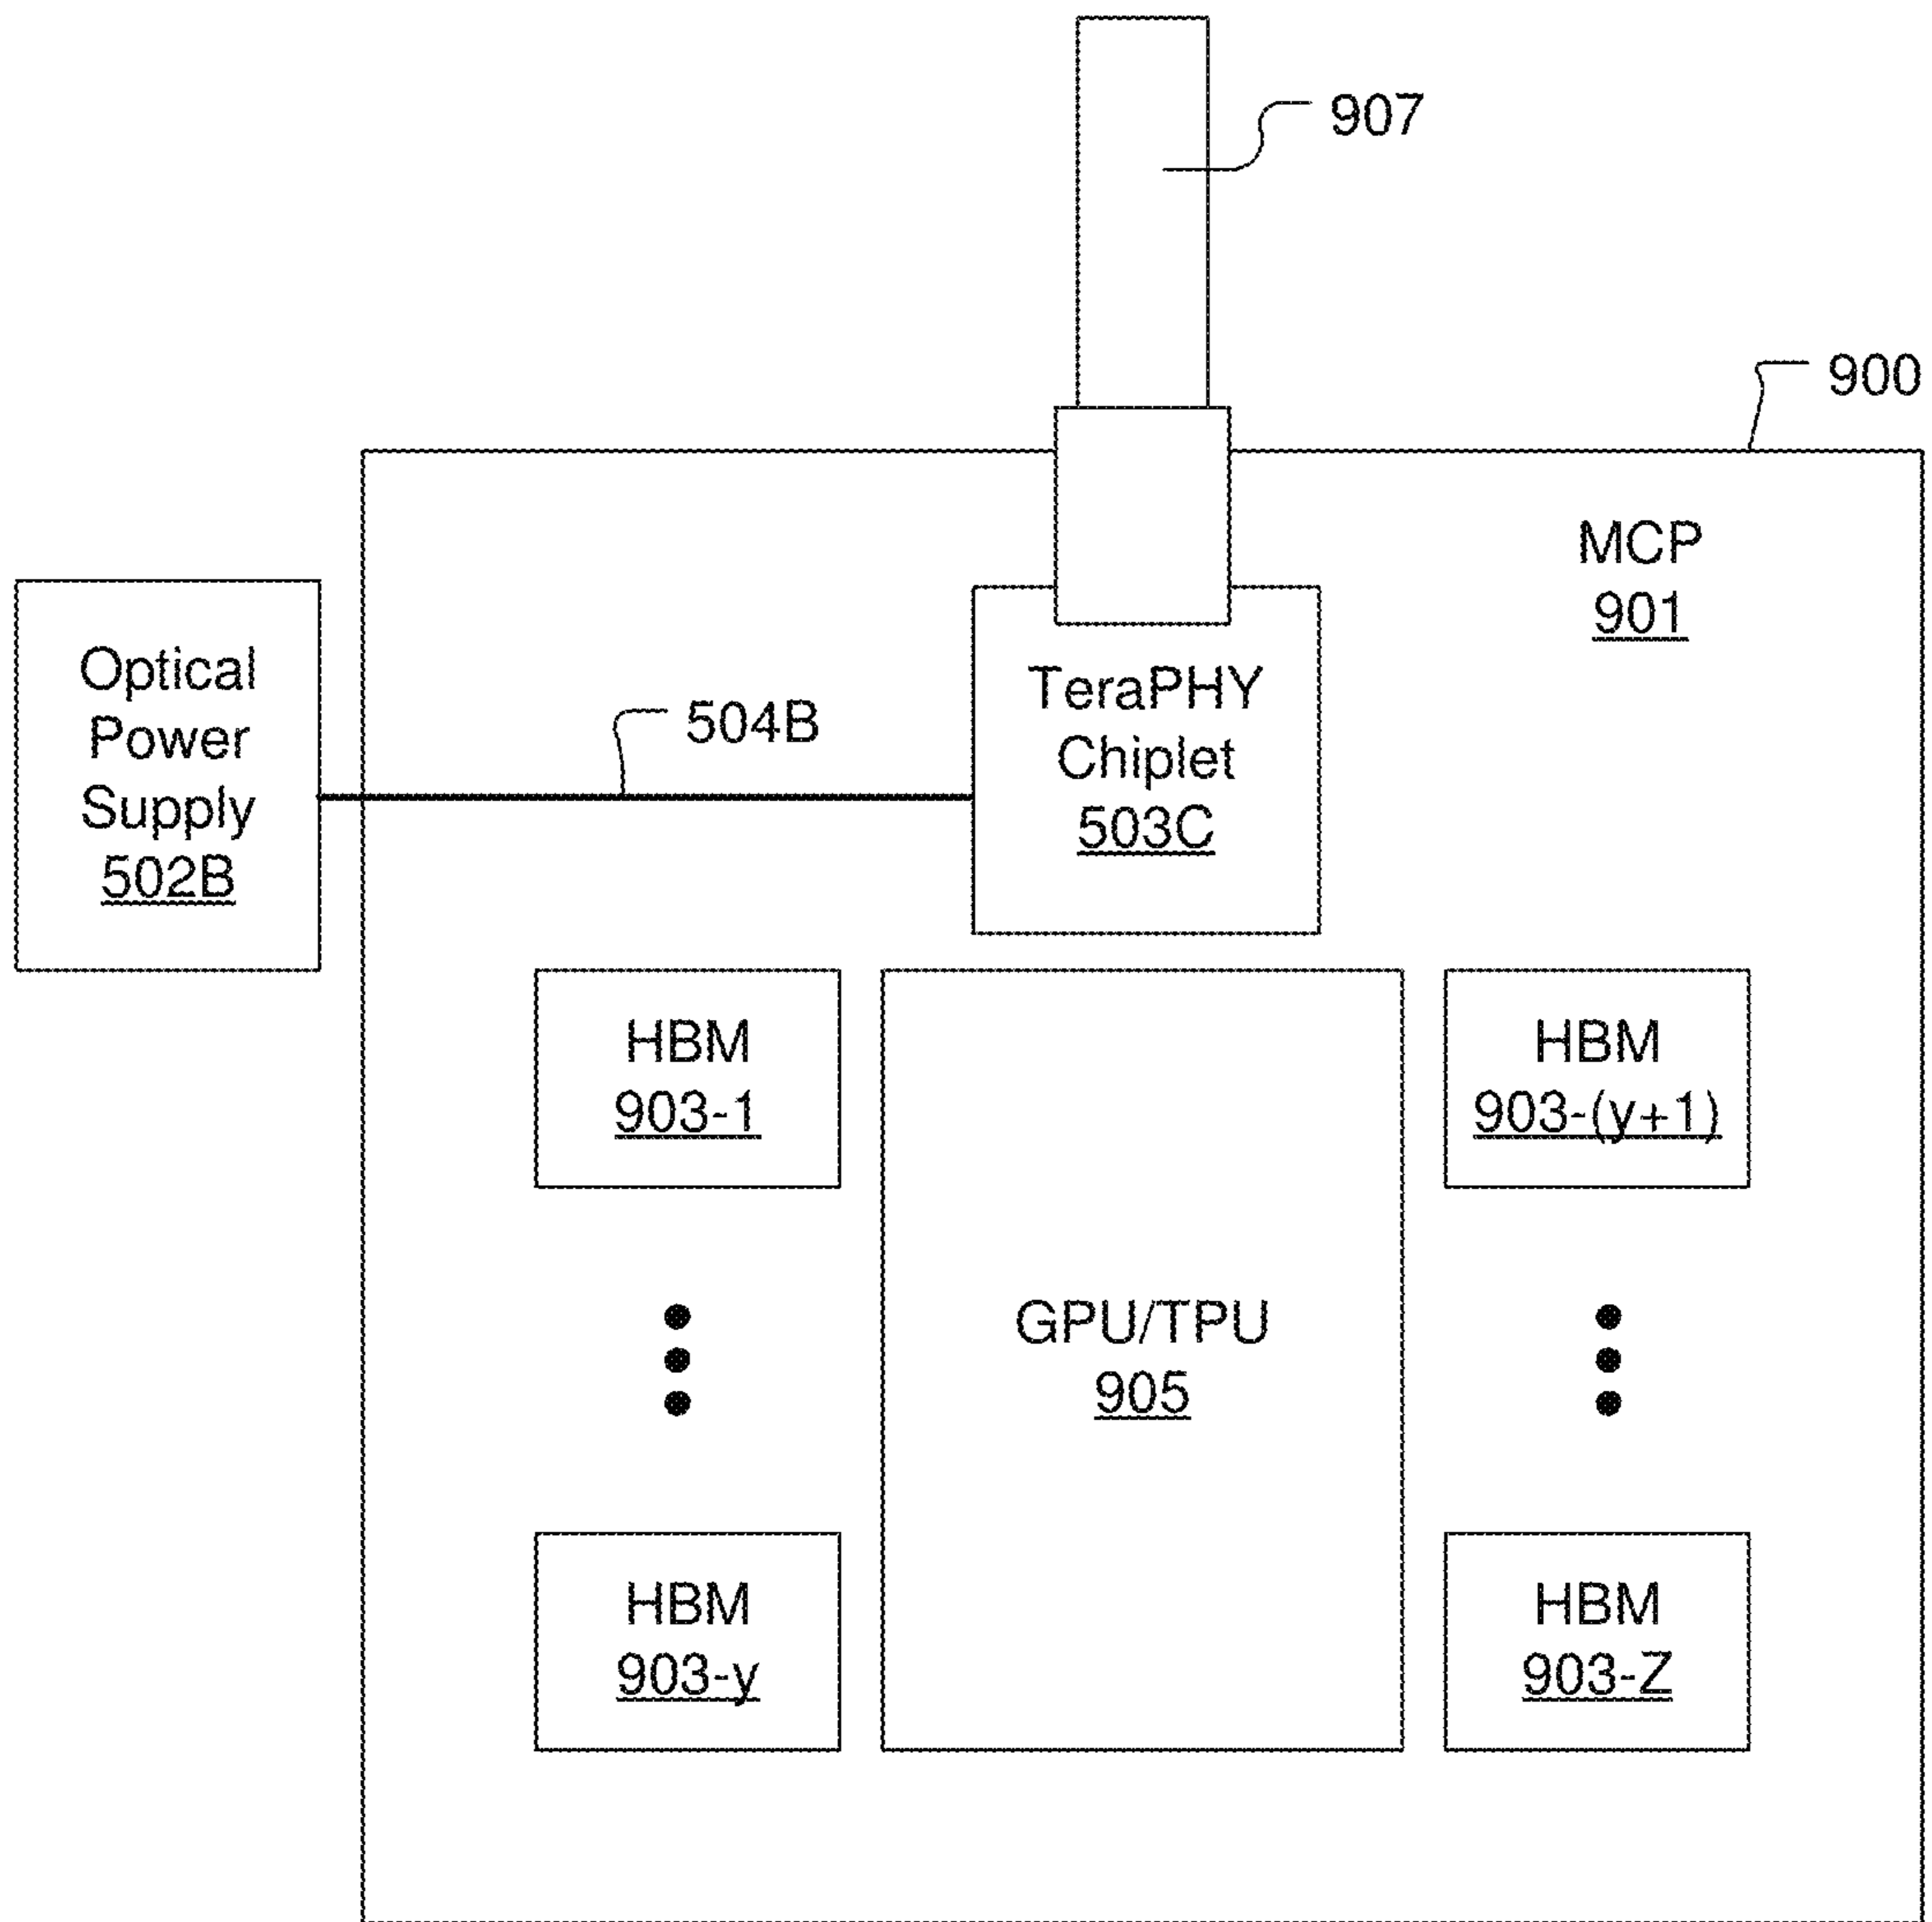 907
900
MCP
901
Optical
Power
Supply
502B
504B
TeraPHY
Chiplet
503C
HBM
903-1
HBM
903-(y+1)
GPU/TPU
905
HBM
903-y
HBM
903-Z